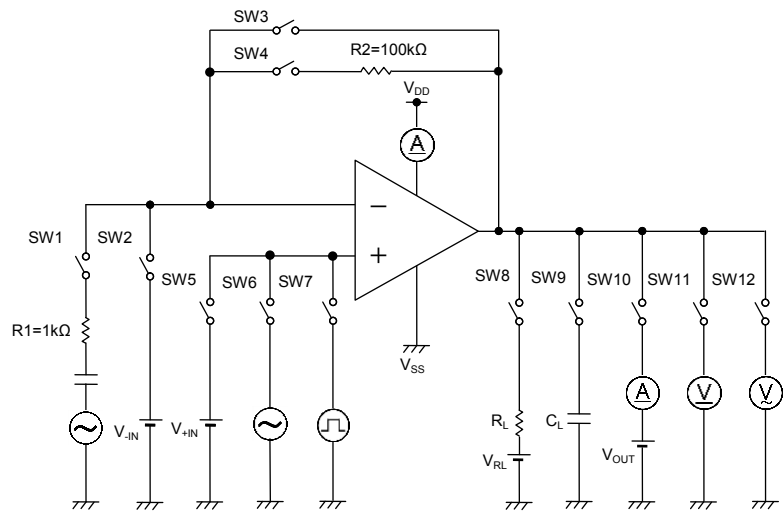 SW3
SW4
R2=100kΩ
VDD
A
−
+
SW1
SW2
SW5
SW6
SW7
SW8
SW9
SW10
SW11
SW12
R1=1kΩ
VSS
A
V
V
V-IN
V+IN
RL
CL
VRL
VOUT